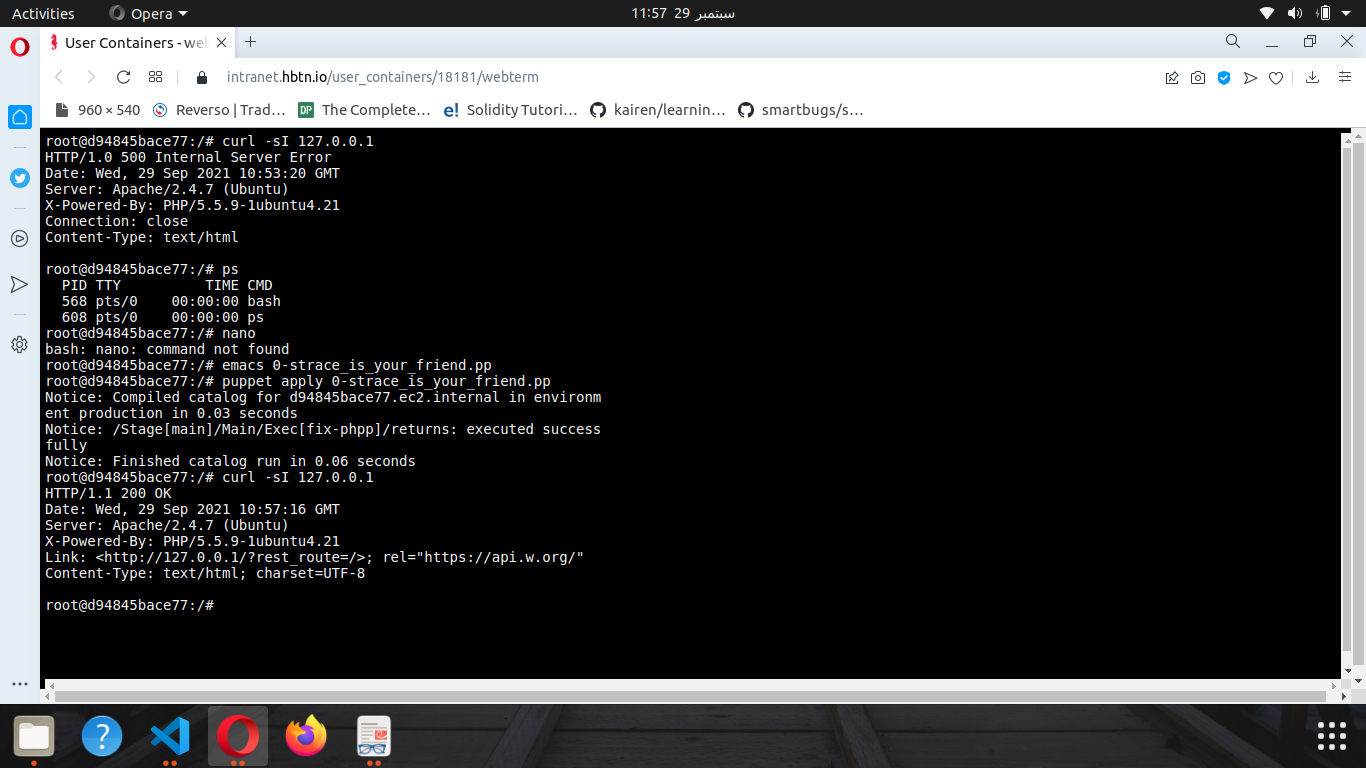 Activities
Opera
11:57 29 سبتمبر
User Containers - web
intranet.hbtn.io/user_containers/18181/webterm
960 × 540
Reverso | Trad…
DP
The Complete…
e!
Solidity Tutori…
kairen/learnin…
smartbugs/s…
root@d94845bace77:/# curl -sI 127.0.0.1
HTTP/1.0 500 Internal Server Error
Date: Wed, 29 Sep 2021 10:53:20 GMT
Server: Apache/2.4.7 (Ubuntu)
X-Powered-By: PHP/5.5.9-1ubuntu4.21
Connection: close
Content-Type: text/html
root@d94845bace77:/# ps
  PID TTY          TIME CMD
  568 pts/0    00:00:00 bash
  608 pts/0    00:00:00 ps
root@d94845bace77:/# nano
bash: nano: command not found
root@d94845bace77:/# emacs 0-strace_is_your_friend.pp
root@d94845bace77:/# puppet apply 0-strace_is_your_friend.pp
Notice: Compiled catalog for d94845bace77.ec2.internal in environm
ent production in 0.03 seconds
Notice: /Stage[main]/Main/Exec[fix-phpp]/returns: executed success
fully
Notice: Finished catalog run in 0.06 seconds
root@d94845bace77:/# curl -sI 127.0.0.1
HTTP/1.1 200 OK
Date: Wed, 29 Sep 2021 10:57:16 GMT
Server: Apache/2.4.7 (Ubuntu)
X-Powered-By: PHP/5.5.9-1ubuntu4.21
Link: <http://127.0.0.1/?rest_route=/>; rel="https://api.w.org/"
Content-Type: text/html; charset=UTF-8
root@d94845bace77:/#